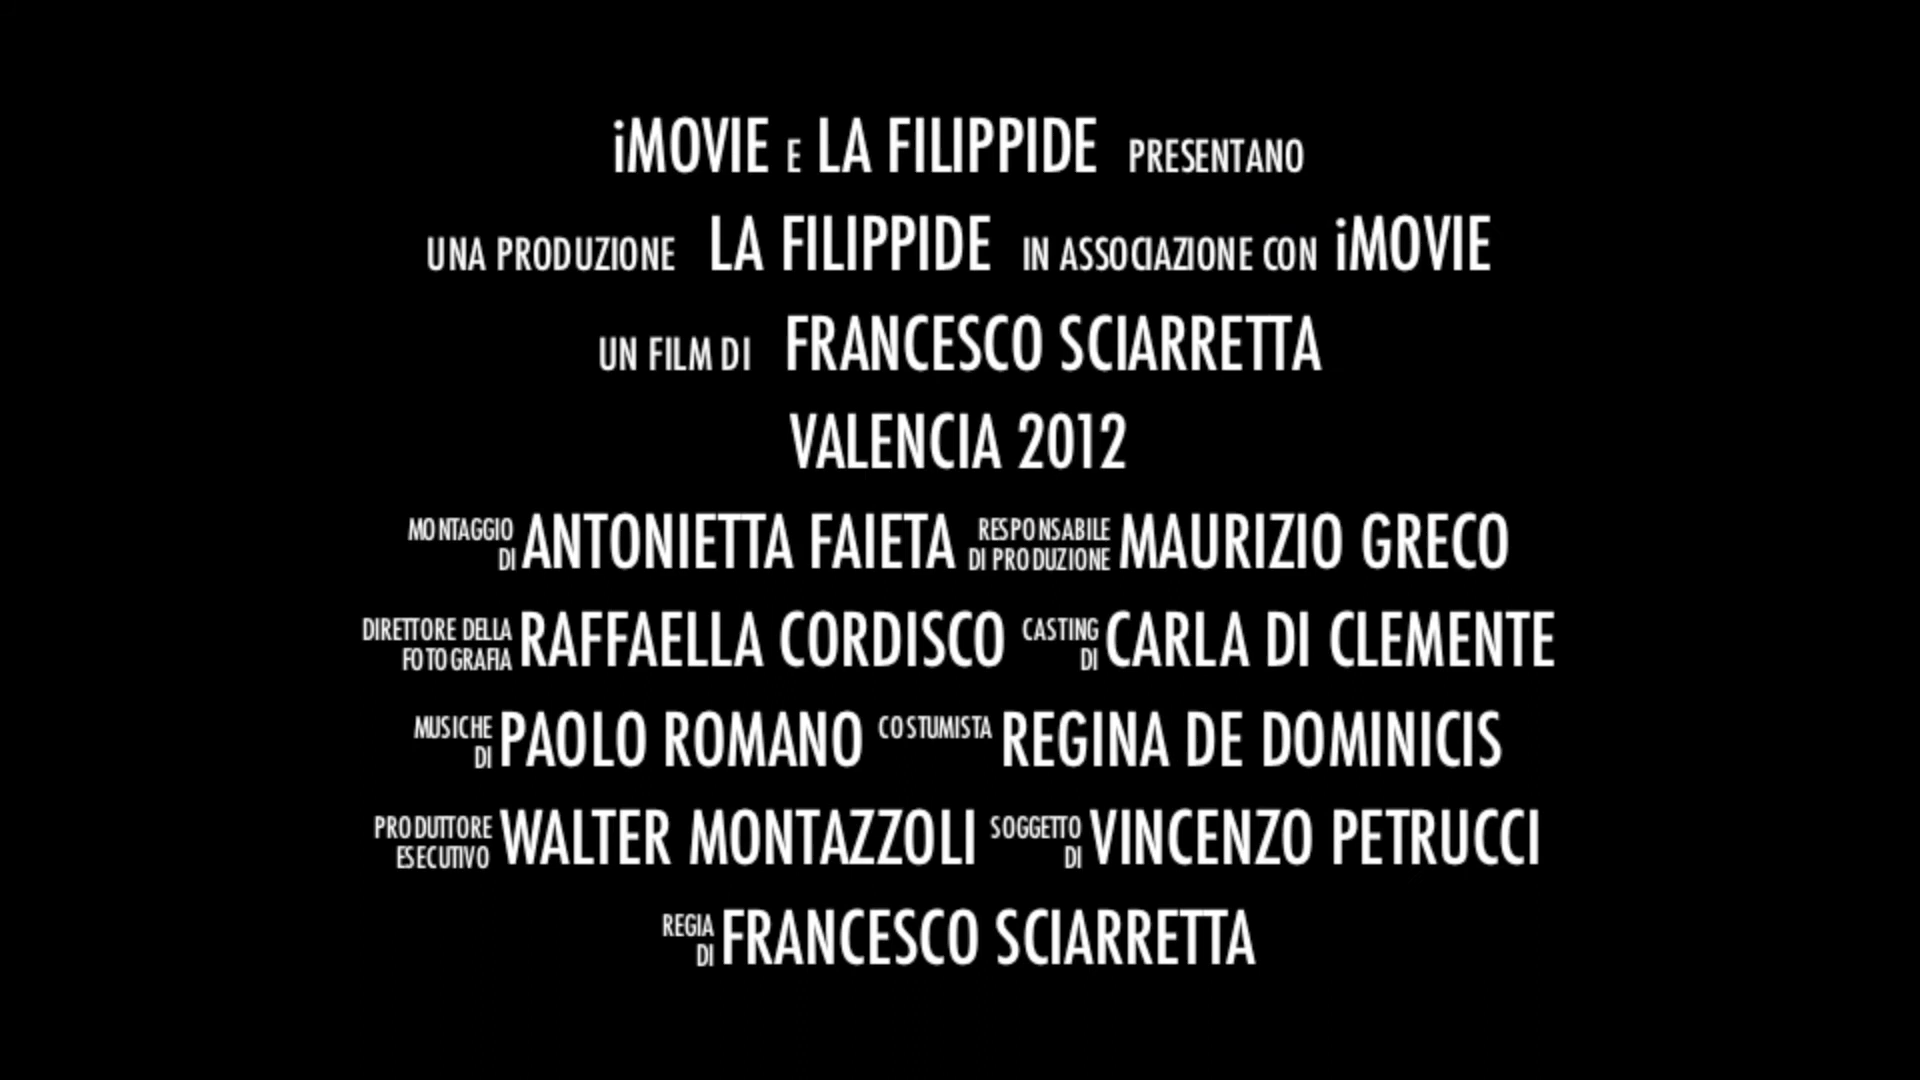 iMOVIE E LA FILIPPIDE PRESENTANO
UNA PRODUZIONE LA FILIPPIDE IN ASSOCIAZIONE CON iMOVIE
UN FILM DI FRANCESCO SCIARRETTA
VALENCIA 2012
MONTAGGIO DI ANTONIETTA FAIETA RESPONSABILE DI PRODUZIONE MAURIZIO GRECO
DIRETTORE DELLA FOTOGRAFIA RAFFAELLA CORDISCO CASTING DI CARLA DI CLEMENTE
MUSICHE DI PAOLO ROMANO COSTUMISTA REGINA DE DOMINICIS
PRODUTTORE ESECUTIVO WALTER MONTAZZOLI SOGGETTO DI VINCENZO PETRUCCI
REGIA DI FRANCESCO SCIARRETTA